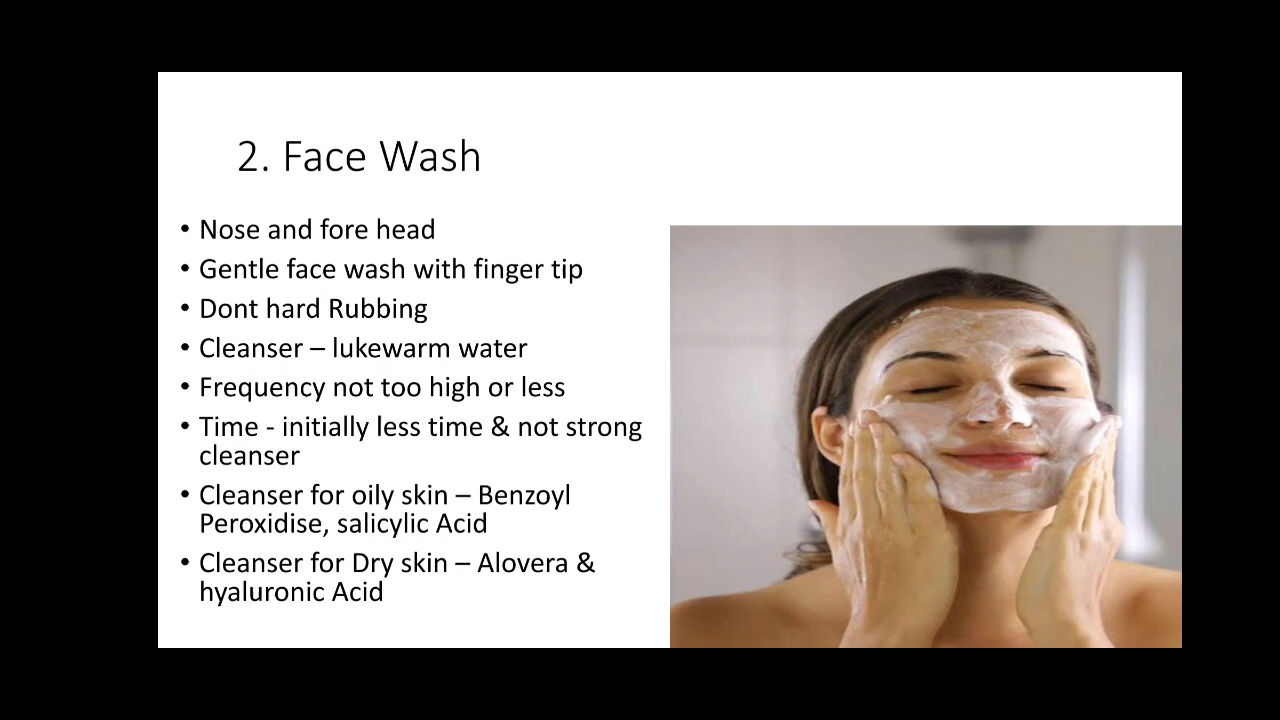 2. Face Wash
• Nose and fore head
• Gentle face wash with finger tip
• Dont hard Rubbing
• Cleanser – lukewarm water
• Frequency not too high or less
• Time - initially less time & not strong
cleanser
• Cleanser for oily skin – Benzoyl
Peroxidise, salicylic Acid
• Cleanser for Dry skin – Alovera &
hyaluronic Acid